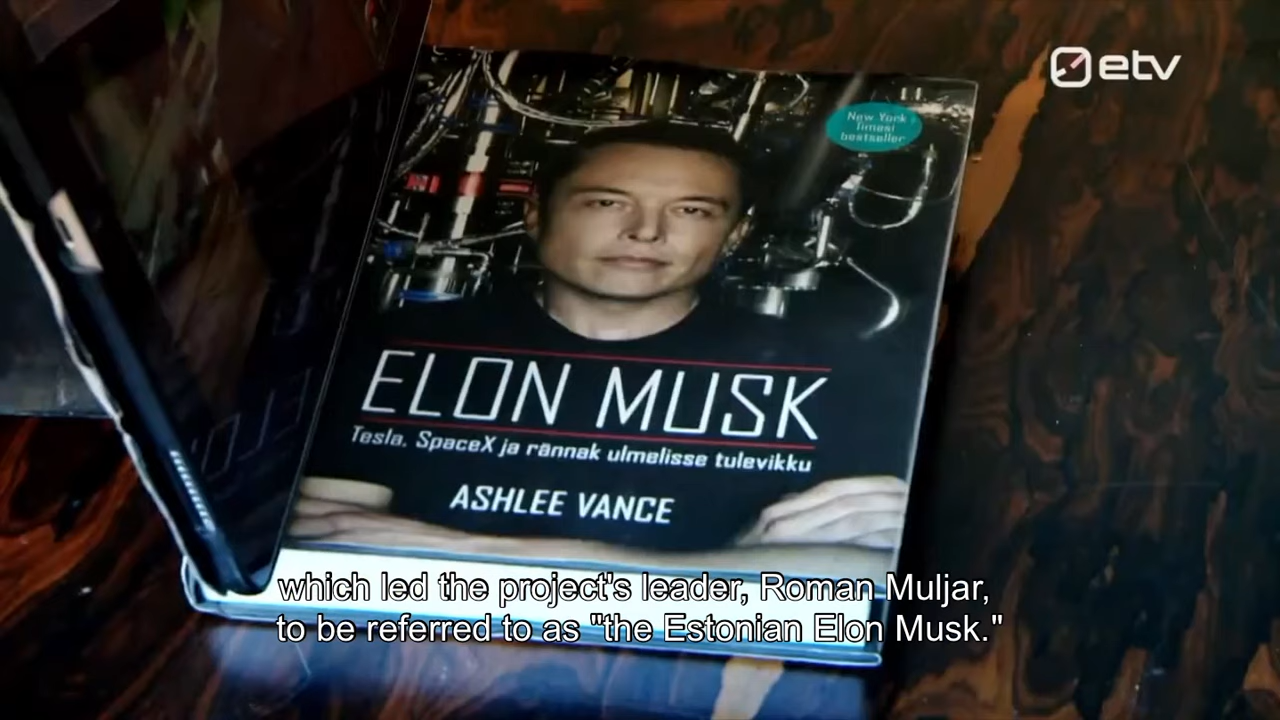 etv
New York
Timesi
bestseller
ELON MUSK
Tesla, SpaceX ja rännak ulmelisse tulevikku
ASHLEE VANCE
which led the project's leader, Roman Muljar,
to be referred to as "the Estonian Elon Musk."